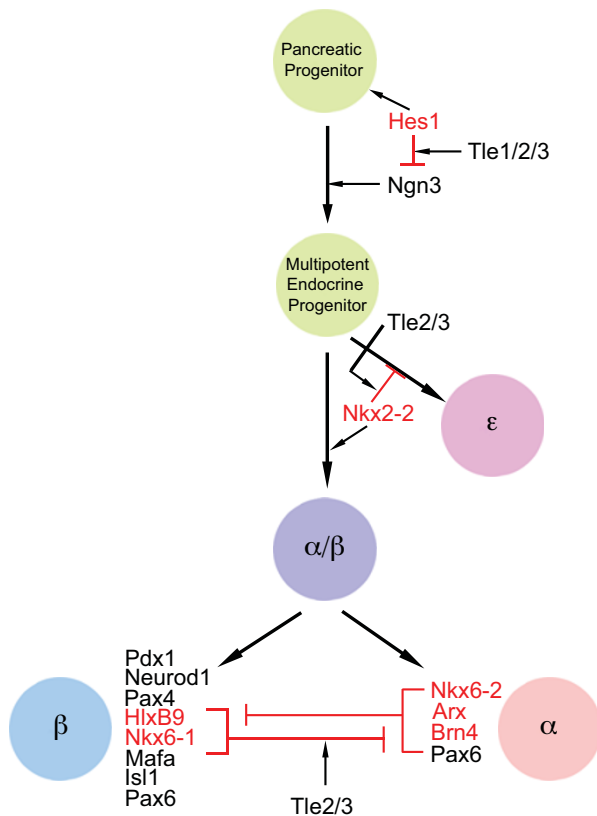 Pancreatic
Progenitor
Hes1
Tle1/2/3
Ngn3
Multipotent
Endocrine
Progenitor
Tle2/3
Nkx2-2
ε
α/β
Pdx1
Neurod1
Pax4
HlxB9
Nkx6-1
Mafa
Isl1
Pax6
β
Nkx6-2
Arx
Brn4
Pax6
α
Tle2/3